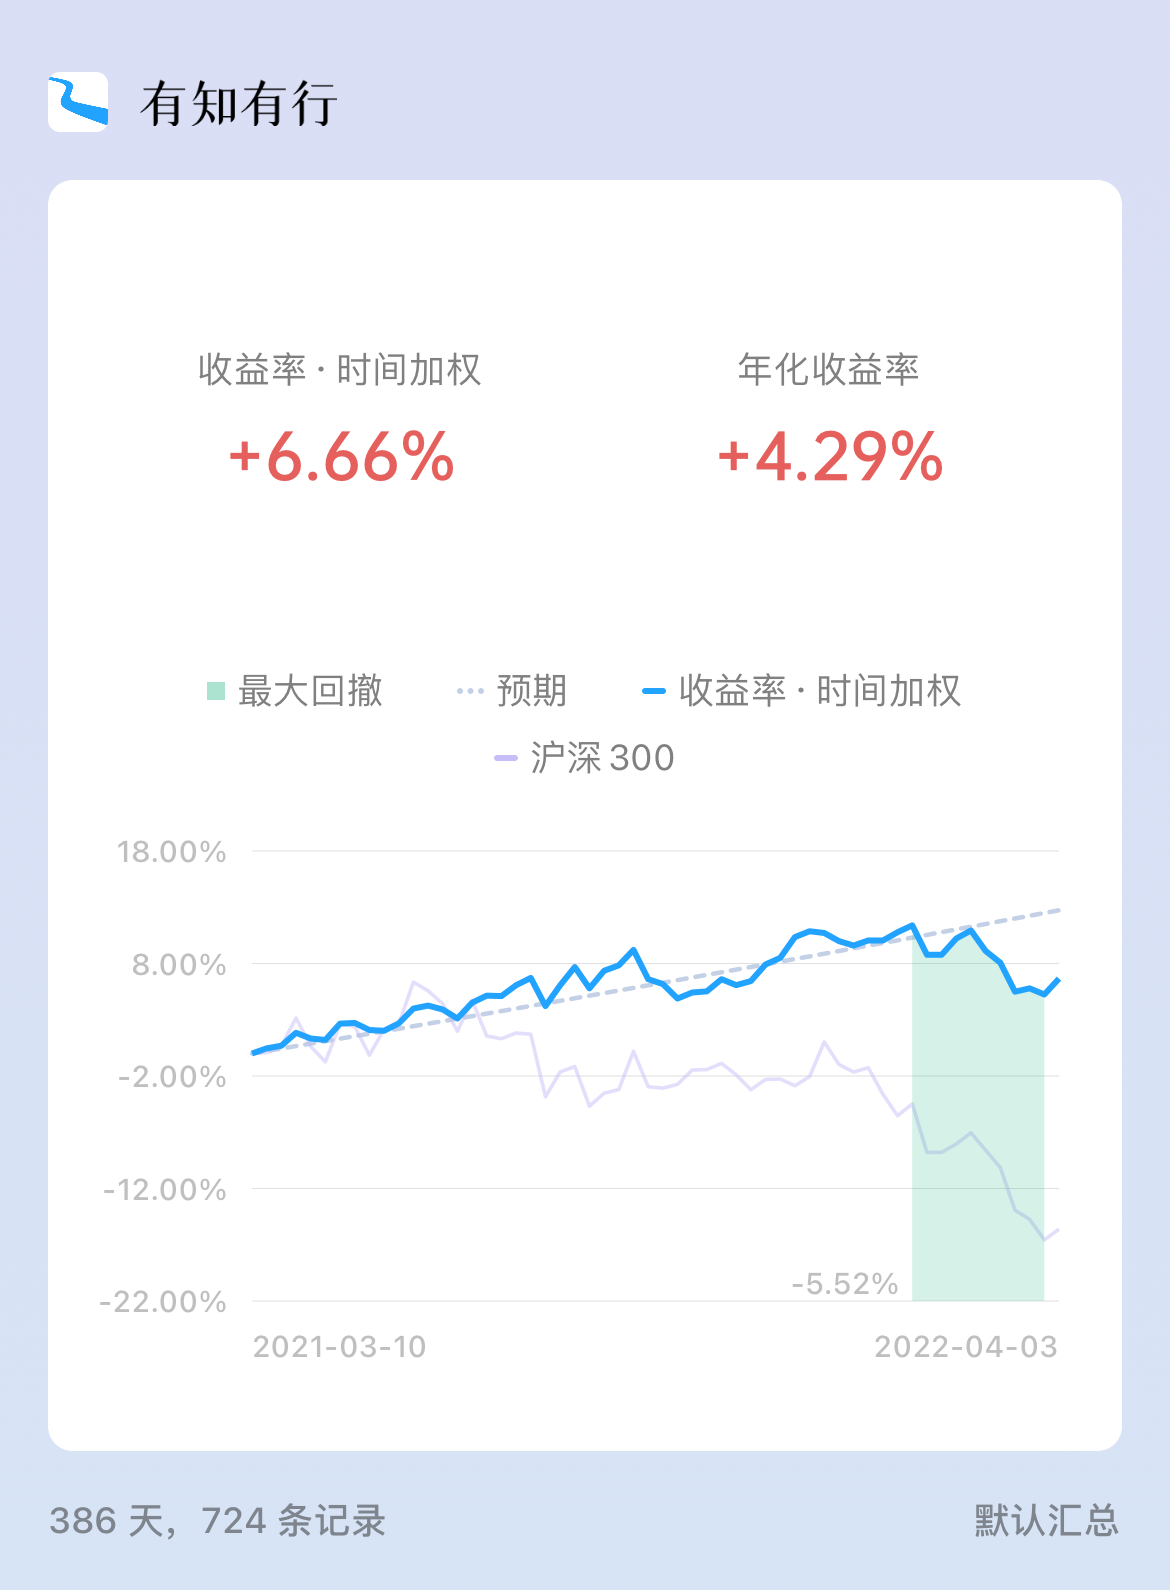 有知有行
收益率·时间加权 年化收益率
+6.66% +4.29%
最大回撤 预期 收益率·时间加权
沪深300
18.00%
8.00%
-2.00%
-12.00%
-5.52%
-22.00%
2021-03-10 2022-04-03
386 天，724 条记录 默认汇总